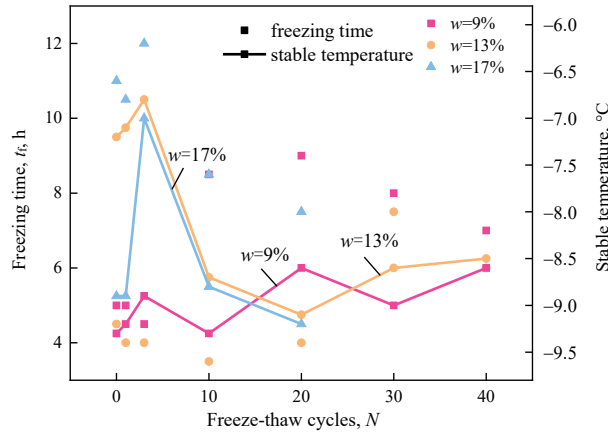 freezing time
stable temperature
w=9%
w=13%
w=17%
Freezing time, tf, h
12
10
8
6
4
w=17%
w=9%
w=13%
−6.0
−6.5
−7.0
−7.5
−8.0
−8.5
−9.0
−9.5
Stable temperature, °C
0
10
20
30
40
Freeze-thaw cycles, N